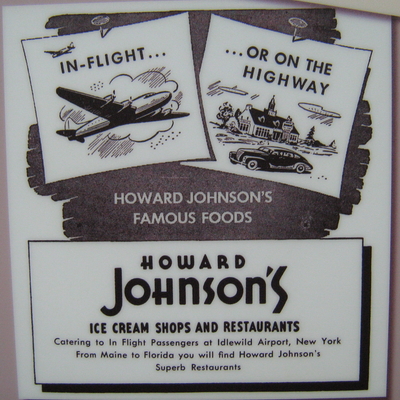 IN-FLIGHT...
...OR ON THE
HIGHWAY
HOWARD JOHNSON'S
FAMOUS FOODS
HOWARD
JOHNSON'S
ICE CREAM SHOPS AND RESTAURANTS
Catering to In Flight Passengers at Idlewild Airport, New York
From Maine to Florida you will find Howard Johnson's
Superb Restaurants